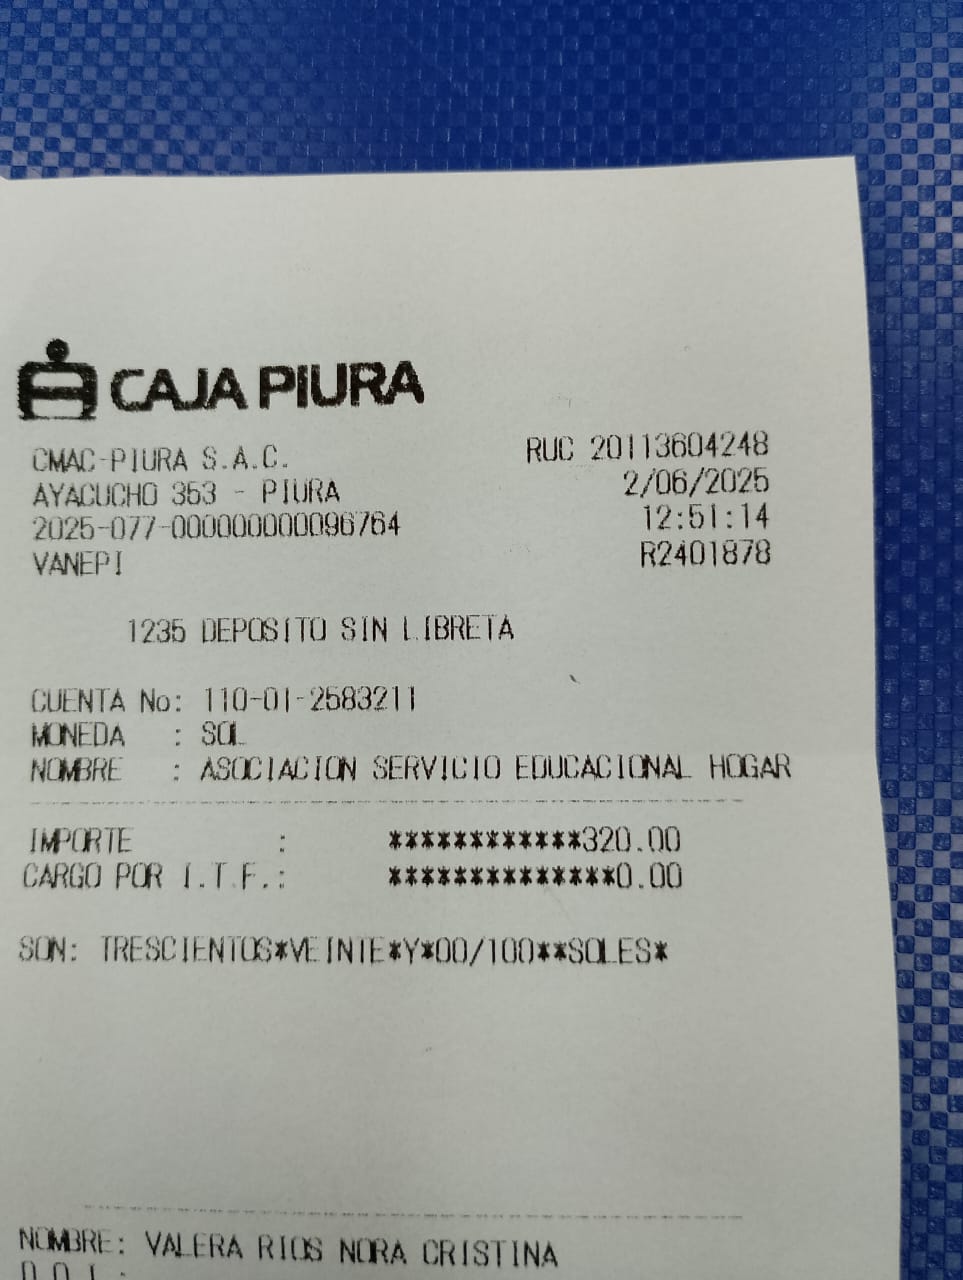 CAJA PIURA
CMAC-PIURA S.A.C. RUC 20113604248
AYACUCHO 353 - PIURA 2/06/2025
2025-077-000000000096764 12:51:14
VANEPI R2401878
1235 DEPOSITO SIN LIBRETA
CUENTA No: 110-01-2583211
MONEDA : SOL
NOMBRE : ASOCIACION SERVICIO EDUCACIONAL HOGAR
IMPORTE : ************320.00
CARGO POR I.T.F.: **************0.00
SON: TRESCIENTOS*VEINTE*Y*00/100**SOLES*
NOMBRE: VALERA RIOS NORA CRISTINA